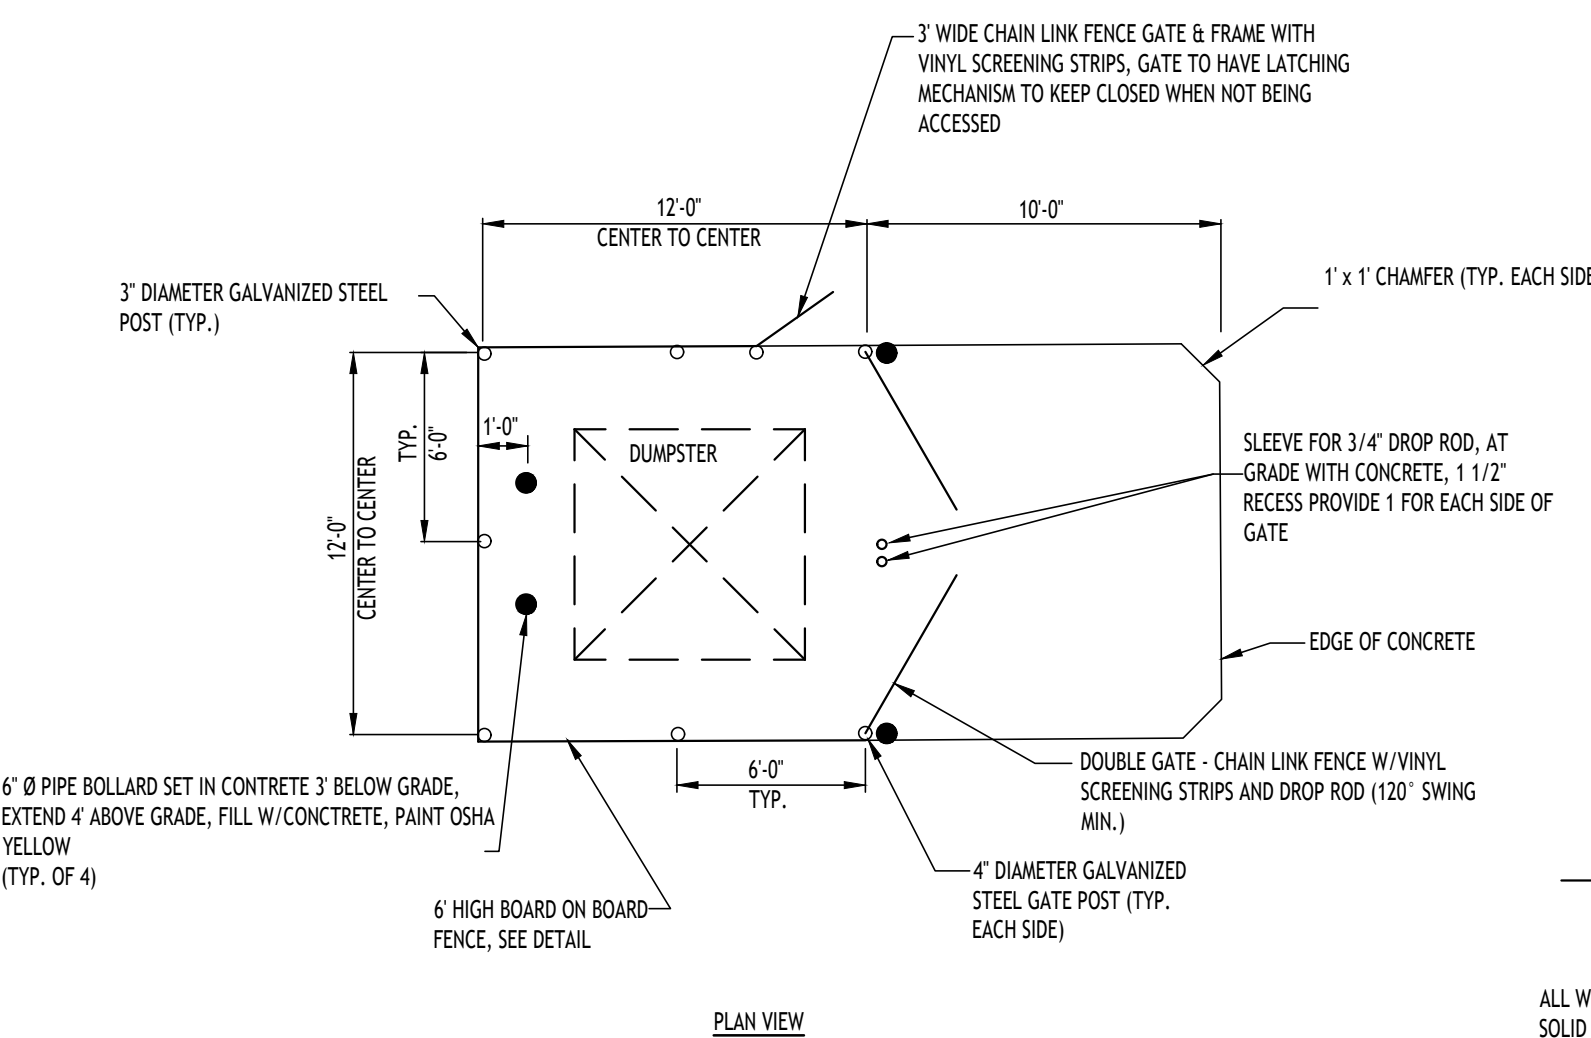 3' WIDE CHAIN LINK FENCE GATE & FRAME WITH
VINYL SCREENING STRIPS, GATE TO HAVE LATCHING
MECHANISM TO KEEP CLOSED WHEN NOT BEING
ACCESSED
12'-0"
CENTER TO CENTER
10'-0"
1' x 1' CHAMFER (TYP. EACH SIDE
3" DIAMETER GALVANIZED STEEL
POST (TYP.)
TYP.
6'-0"
1'-0"
DUMPSTER
12'-0"
CENTER TO CENTER
SLEEVE FOR 3/4" DROP ROD, AT
GRADE WITH CONCRETE, 1 1/2"
RECESS PROVIDE 1 FOR EACH SIDE OF
GATE
EDGE OF CONCRETE
6'-0"
TYP.
DOUBLE GATE - CHAIN LINK FENCE W/VINYL
SCREENING STRIPS AND DROP ROD (120° SWING
MIN.)
6" Ø PIPE BOLLARD SET IN CONTRETE 3' BELOW GRADE,
EXTEND 4' ABOVE GRADE, FILL W/CONCTRETE, PAINT OSHA
YELLOW
(TYP. OF 4)
4" DIAMETER GALVANIZED
STEEL GATE POST (TYP.
EACH SIDE)
6' HIGH BOARD ON BOARD
FENCE, SEE DETAIL
PLAN VIEW
ALL W
SOLID